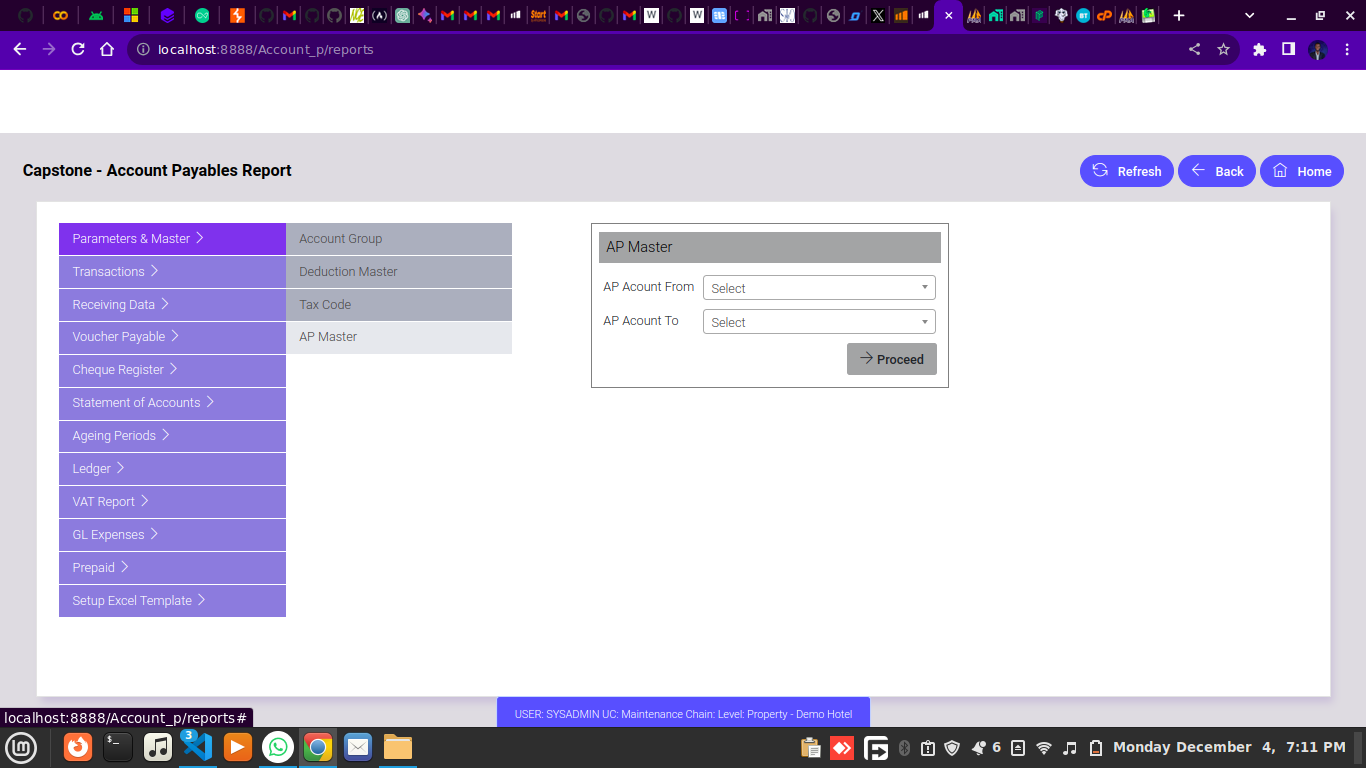 Start
W
W
BT
localhost:8888/Account_p/reports
Capstone - Account Payables Report
Refresh
Back
Home
Parameters & Master
Transactions
Receiving Data
Voucher Payable
Cheque Register
Statement of Accounts
Ageing Periods
Ledger
VAT Report
GL Expenses
Prepaid
Setup Excel Template
Account Group
Deduction Master
Tax Code
AP Master
AP Master
AP Acount From
Select
AP Acount To
Select
Proceed
USER: SYSADMIN UC: Maintenance Chain: Level: Property - Demo Hotel
localhost:8888/Account_p/reports#
3
6
Monday December 4, 7:11 PM